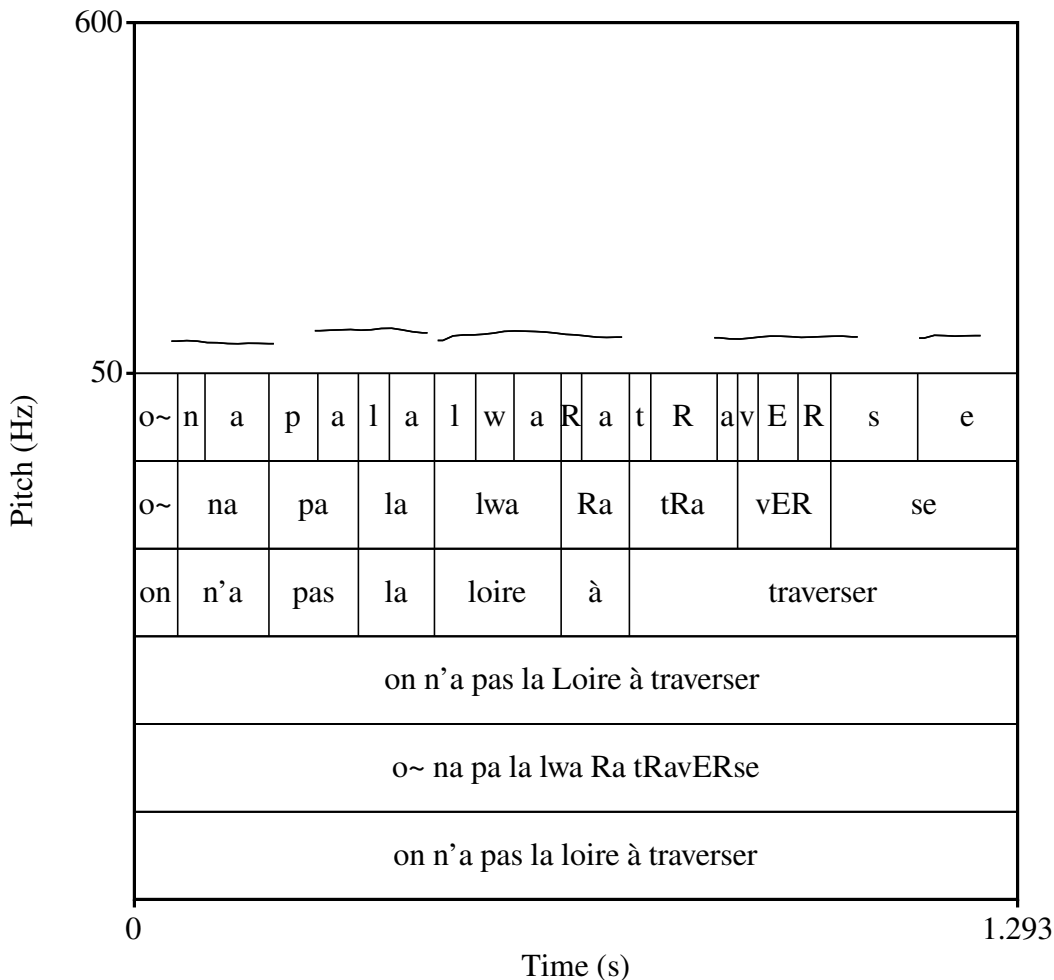 600
50
Pitch (Hz)
o~ n a p a l a l w a R a t R a v E R s e
o~ na pa la lwa Ra tRa vER se
on n'a pas la loire à traverser
on n'a pas la Loire à traverser
o~ na pa la lwa Ra tRavERse
on n'a pas la loire à traverser
0 1.293
Time (s)